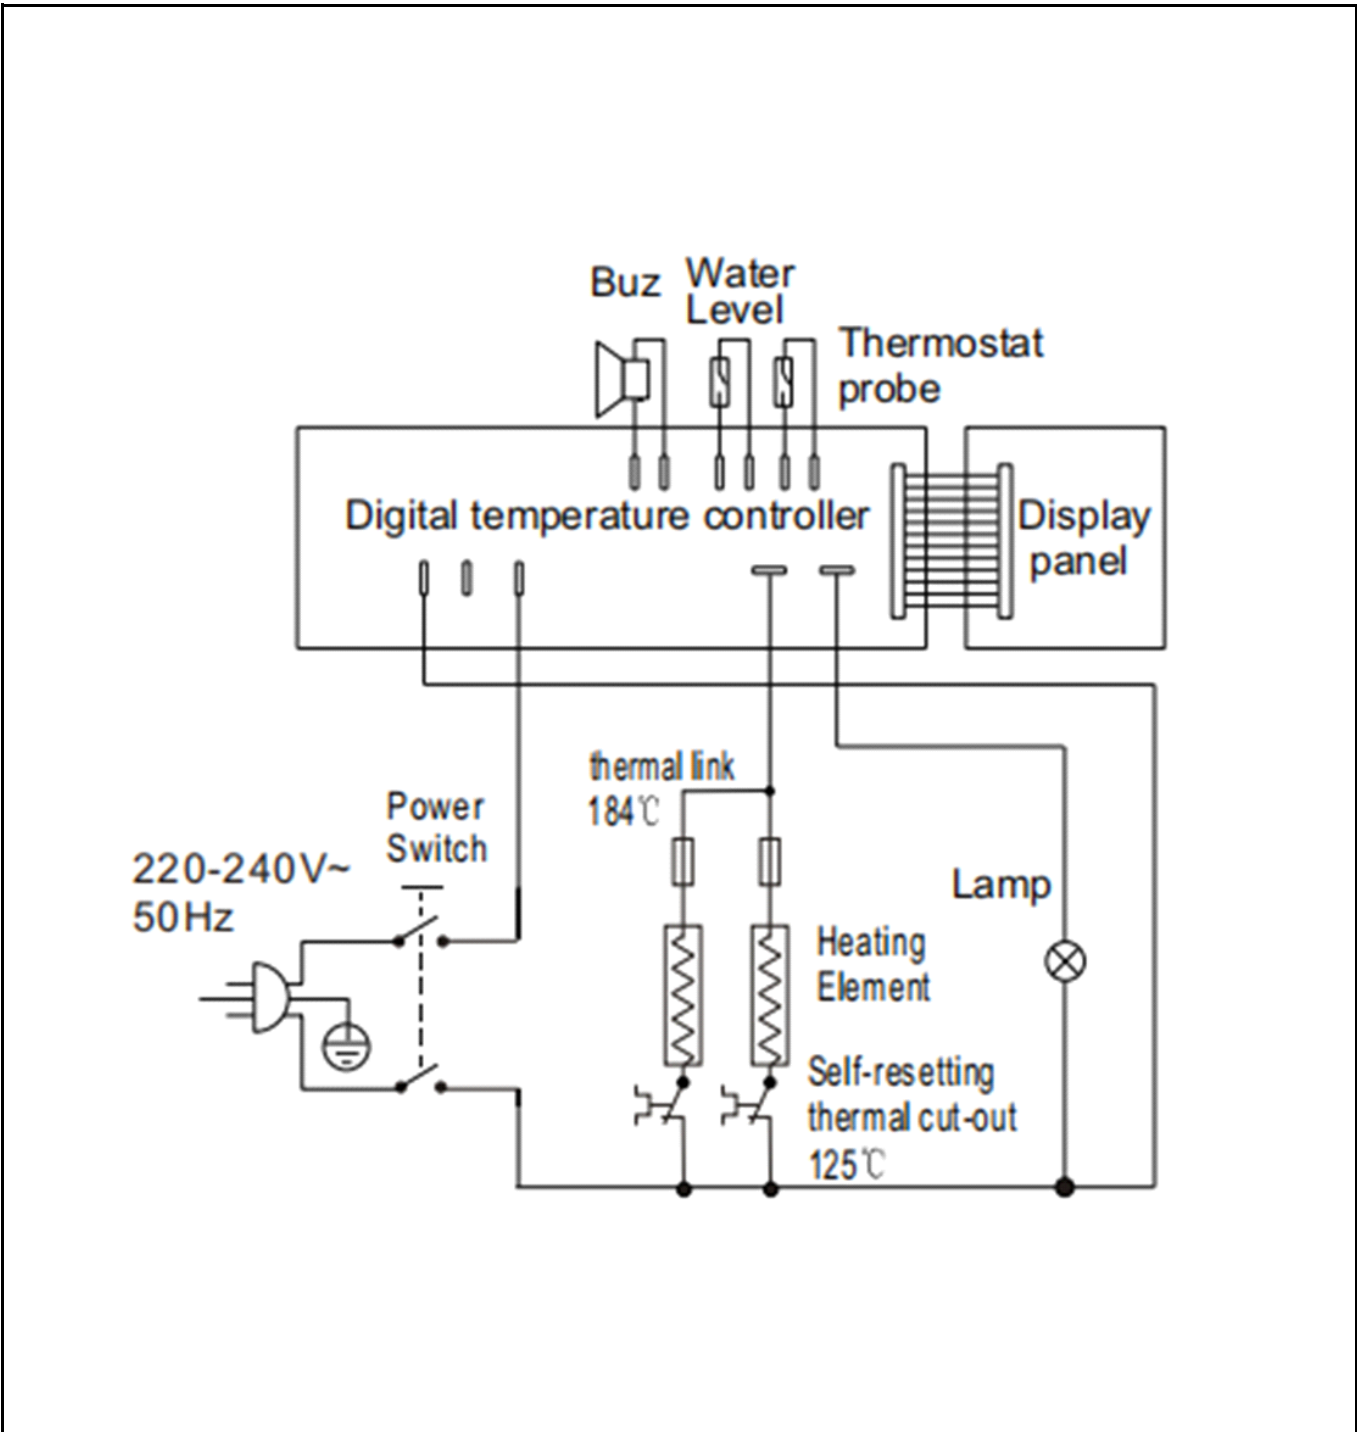 Buz
Water
Level
Thermostat
probe
Digital temperature controller
Display
panel
thermal link
184℃
Power
Switch
220-240V~
50Hz
Lamp
Heating
Element
Self-resetting
thermal cut-out
125℃